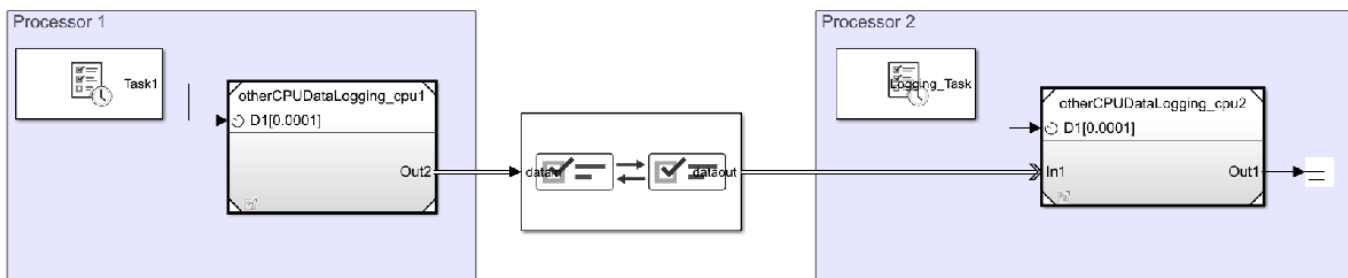 Processor 1
Task1
otherCPUDataLogging_cpu1
D1[0.0001]
Out2
datain
dataout
Processor 2
Logging_Task
otherCPUDataLogging_cpu2
D1[0.0001]
In1
Out1